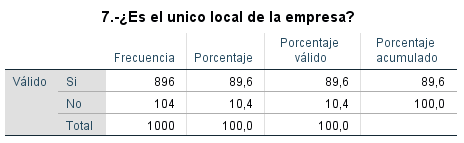 7.-¿Es el unico local de la empresa?
Frecuencia Porcentaje Porcentaje válido Porcentaje acumulado
Válido Si 896 89,6 89,6 89,6
No 104 10,4 10,4 100,0
Total 1000 100,0 100,0